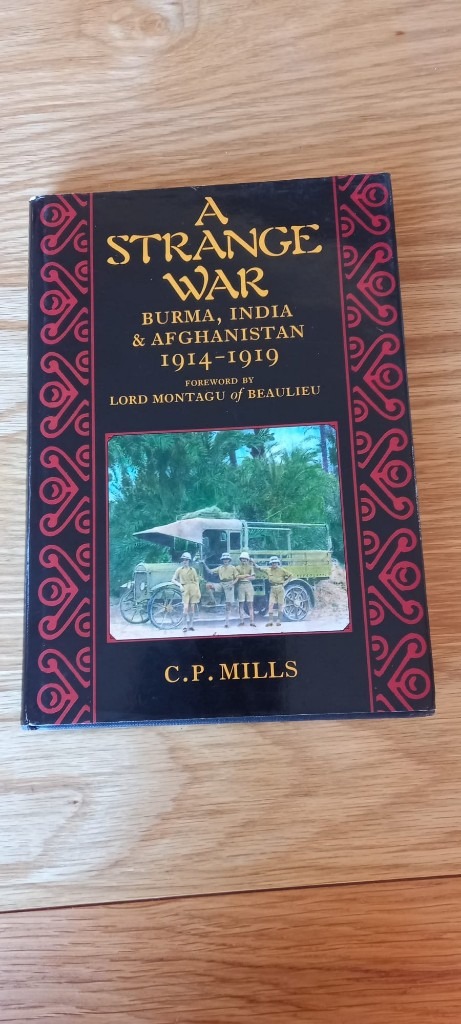 A
STRANGE
WAR
BURMA, INDIA
& AFGHANISTAN
1914-1919
FOREWORD BY
LORD MONTAGU of BEAULIEU
C.P. MILLS